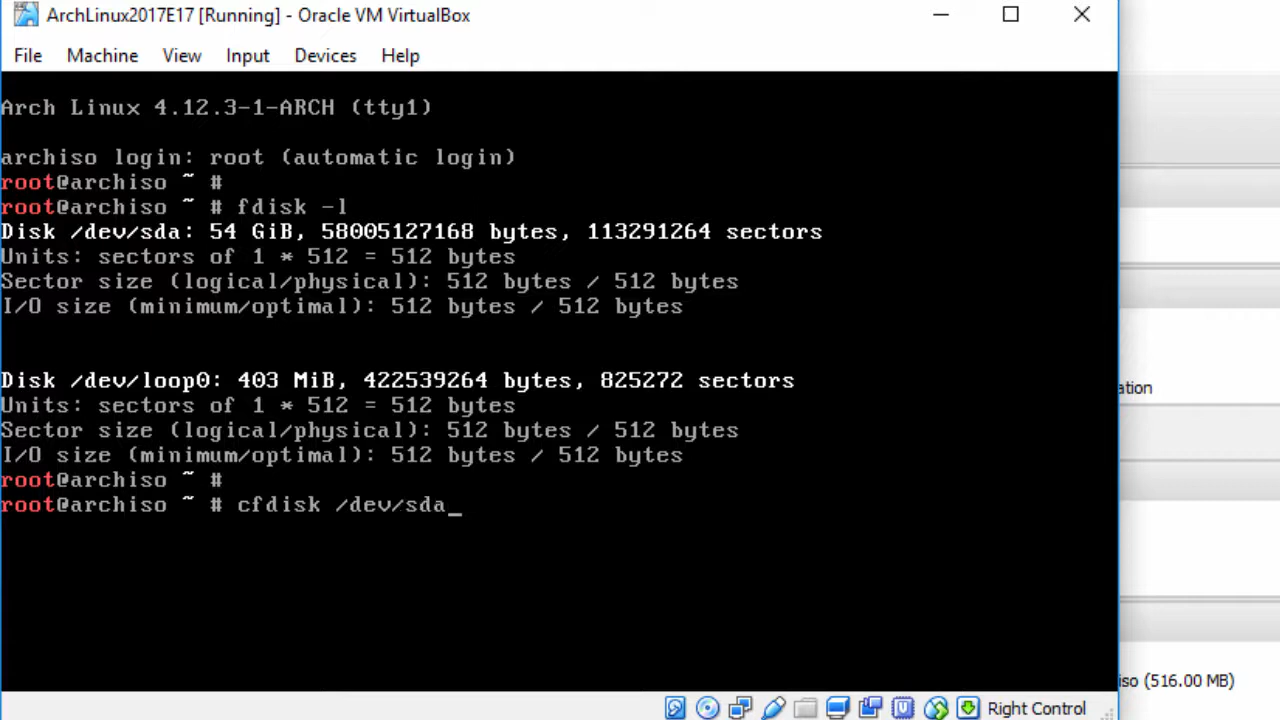 ArchLinux2017E17 [Running] - Oracle VM VirtualBox
File Machine View Input Devices Help
Arch Linux 4.12.3-1-ARCH (tty1)
archiso login: root (automatic login)
root@archiso ~ #
root@archiso ~ # fdisk -l
Disk /dev/sda: 54 GiB, 58005127168 bytes, 113291264 sectors
Units: sectors of 1 * 512 = 512 bytes
Sector size (logical/physical): 512 bytes / 512 bytes
I/O size (minimum/optimal): 512 bytes / 512 bytes
Disk /dev/loop0: 403 MiB, 422539264 bytes, 825272 sectors
Units: sectors of 1 * 512 = 512 bytes
Sector size (logical/physical): 512 bytes / 512 bytes
I/O size (minimum/optimal): 512 bytes / 512 bytes
root@archiso ~ #
root@archiso ~ # cfdisk /dev/sda_
ation
iso (516.00 MB)
Right Control